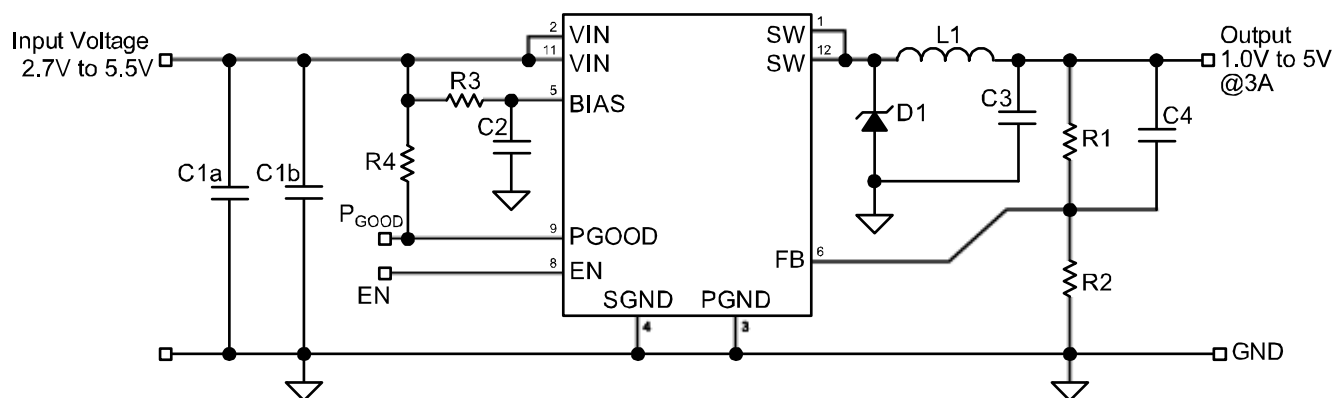 Input Voltage
2.7V to 5.5V
2
VIN
11
VIN
R3
5
BIAS
C2
R4
C1a
C1b
PGOOD
9
PGOOD
8
EN
EN
SGND
4
PGND
3
1
SW
12
SW
L1
D1
C3
R1
C4
6
FB
R2
Output
1.0V to 5V
@3A
GND